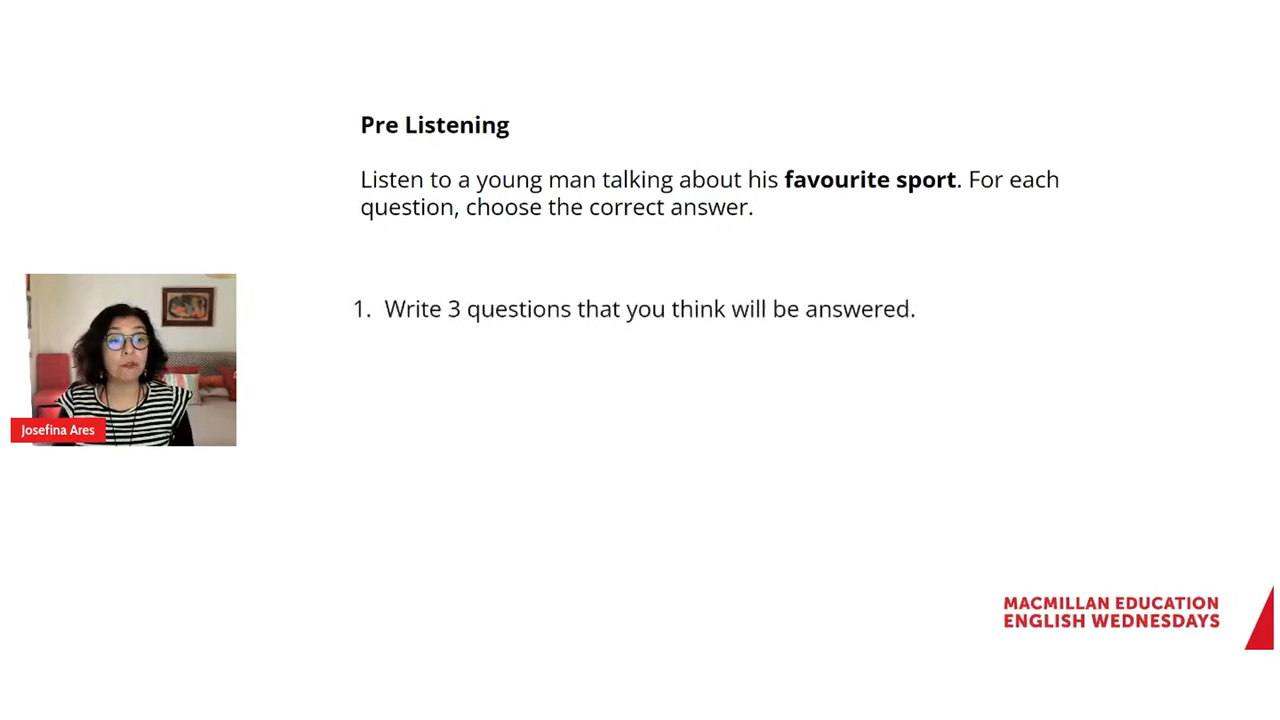 Pre Listening
Listen to a young man talking about his favourite sport. For each
question, choose the correct answer.
1. Write 3 questions that you think will be answered.
Josefina Ares
MACMILLAN EDUCATION
ENGLISH WEDNESDAYS